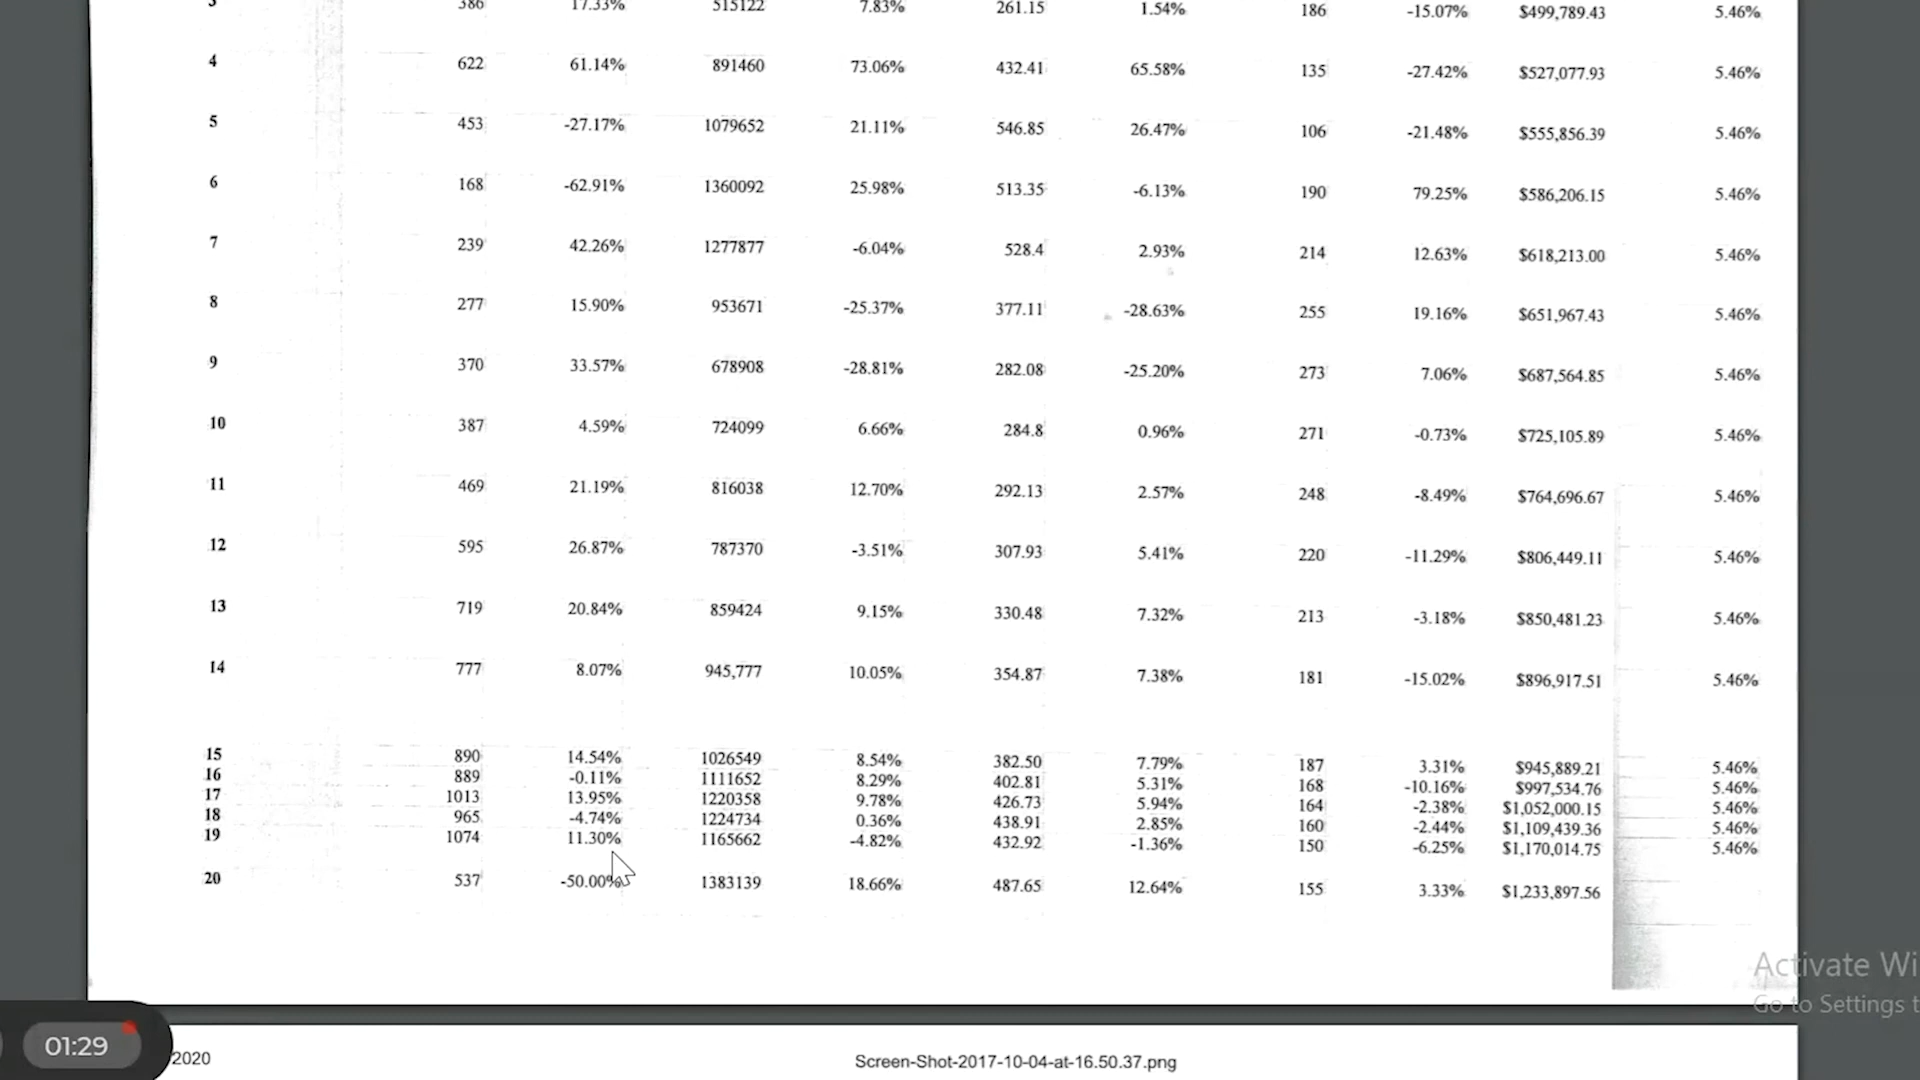 3 386 17.33% 515122 7.83% 261.15 1.54% 186 -15.07% $499,789.43 5.46%
4 622 61.14% 891460 73.06% 432.41 65.58% 135 -27.42% $527,077.93 5.46%
5 453 -27.17% 1079652 21.11% 546.85 26.47% 106 -21.48% $555,856.39 5.46%
6 168 -62.91% 1360092 25.98% 513.35 -6.13% 190 79.25% $586,206.15 5.46%
7 239 42.26% 1277877 -6.04% 528.4 2.93% 214 12.63% $618,213.00 5.46%
8 277 15.90% 953671 -25.37% 377.11 -28.63% 255 19.16% $651,967.43 5.46%
9 370 33.57% 678908 -28.81% 282.08 -25.20% 273 7.06% $687,564.85 5.46%
10 387 4.59% 724099 6.66% 284.8 0.96% 271 -0.73% $725,105.89 5.46%
11 469 21.19% 816038 12.70% 292.13 2.57% 248 -8.49% $764,696.67 5.46%
12 595 26.87% 787370 -3.51% 307.93 5.41% 220 -11.29% $806,449.11 5.46%
13 719 20.84% 859424 9.15% 330.48 7.32% 213 -3.18% $850,481.23 5.46%
14 777 8.07% 945,777 10.05% 354.87 7.38% 181 -15.02% $896,917.51 5.46%
15 890 14.54% 1026549 8.54% 382.50 7.79% 187 3.31% $945,889.21 5.46%
16 889 -0.11% 1111652 8.29% 402.81 5.31% 168 -10.16% $997,534.76 5.46%
17 1013 13.95% 1220358 9.78% 426.73 5.94% 164 -2.38% $1,052,000.15 5.46%
18 965 -4.74% 1224734 0.36% 438.91 2.85% 160 -2.44% $1,109,439.36 5.46%
19 1074 11.30% 1165662 -4.82% 432.92 -1.36% 150 -6.25% $1,170,014.75 5.46%
20 537 -50.00% 1383139 18.66% 487.65 12.64% 155 3.33% $1,233,897.56
Activate Wi
Go to Settings t
01:29
2020 Screen-Shot-2017-10-04-at-16.50.37.png